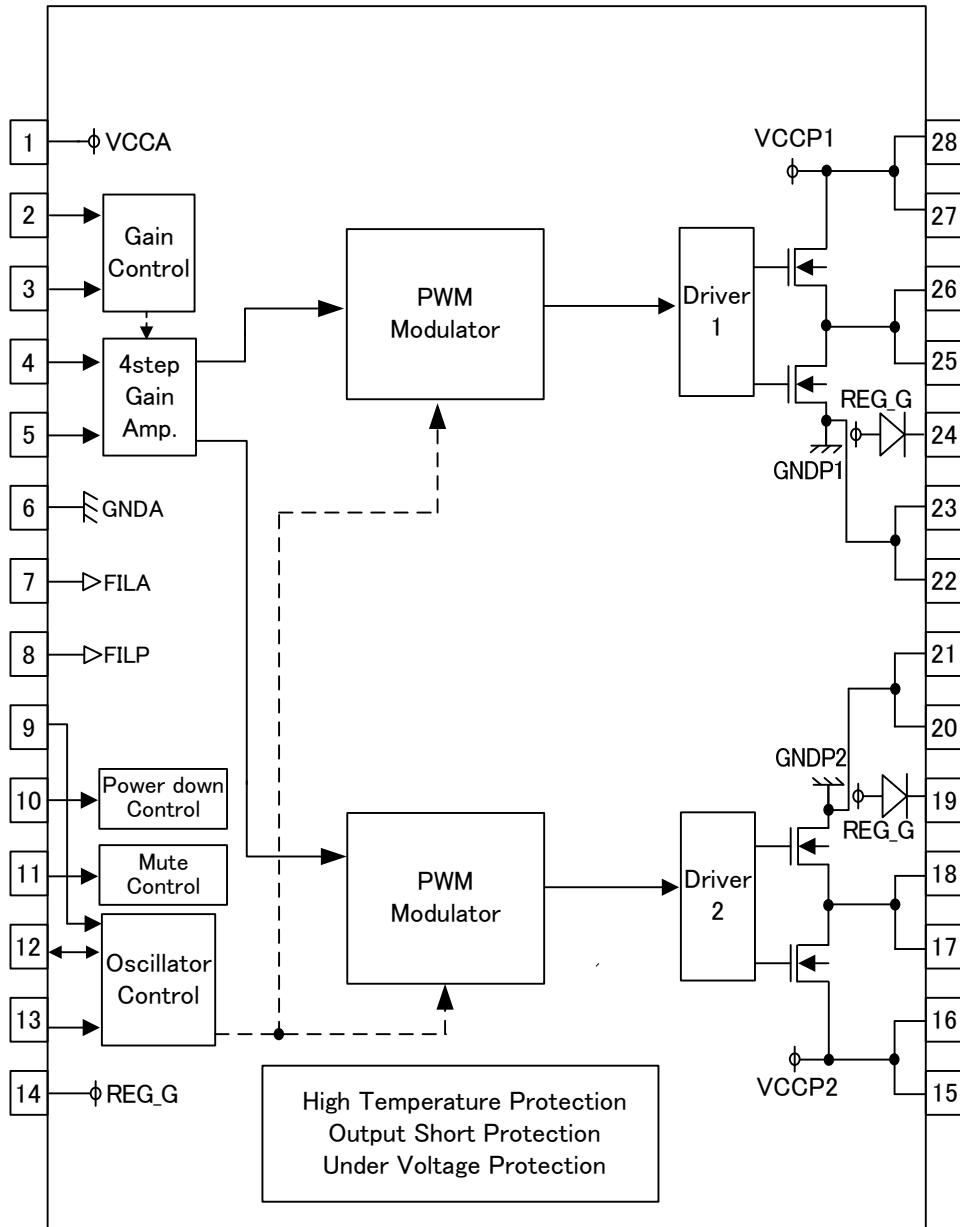 1
VCCA
2
3
Gain
Control
4
5
4step
Gain
Amp.
6
GNDA
7
FILA
8
FILP
9
10
Power down
Control
11
Mute
Control
12
13
Oscillator
Control
14
REG_G
PWM
Modulator
PWM
Modulator
High Temperature Protection
Output Short Protection
Under Voltage Protection
Driver
1
Driver
2
VCCP1
28
27
26
25
REG_G
24
GNDP1
23
22
21
20
GNDP2
19
REG_G
18
17
16
VCCP2
15